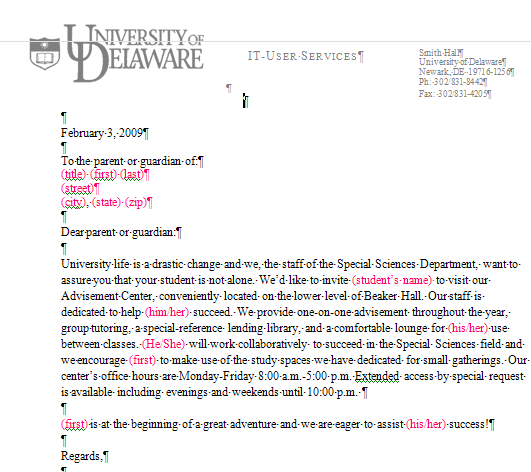 UNIVERSITY OF DELAWARE
IT-USER SERVICES¶
Smith Hall¶
University of Delaware¶
Newark, DE 19716-1256¶
Ph: 302/831-8442¶
Fax: 302/831-4205¶
¶
¶
¶
February 3, 2009¶
¶
To the parent or guardian of:¶
(title) (first) (last)¶
(street)¶
(city), (state) (zip)¶
¶
Dear parent or guardian:¶
¶
University life is a drastic change and we, the staff of the Special Sciences Department, want to
assure you that your student is not alone. We'd like to invite (student's name) to visit our
Advisement Center, conveniently located on the lower level of Beaker Hall. Our staff is
dedicated to help (him/her) succeed. We provide one-on-one advisement throughout the year,
group tutoring, a special-reference lending library, and a comfortable lounge for (his/her) use
between classes. (He/She) will work collaboratively to succeed in the Special Sciences field and
we encourage (first) to make use of the study spaces we have dedicated for small gatherings. Our
center's office hours are Monday-Friday 8:00 a.m.-5:00 p.m. Extended access by special request
is available including evenings and weekends until 10:00 p.m. ¶
¶
(first) is at the beginning of a great adventure and we are eager to assist (his/her) success!¶
¶
Regards,¶
¶